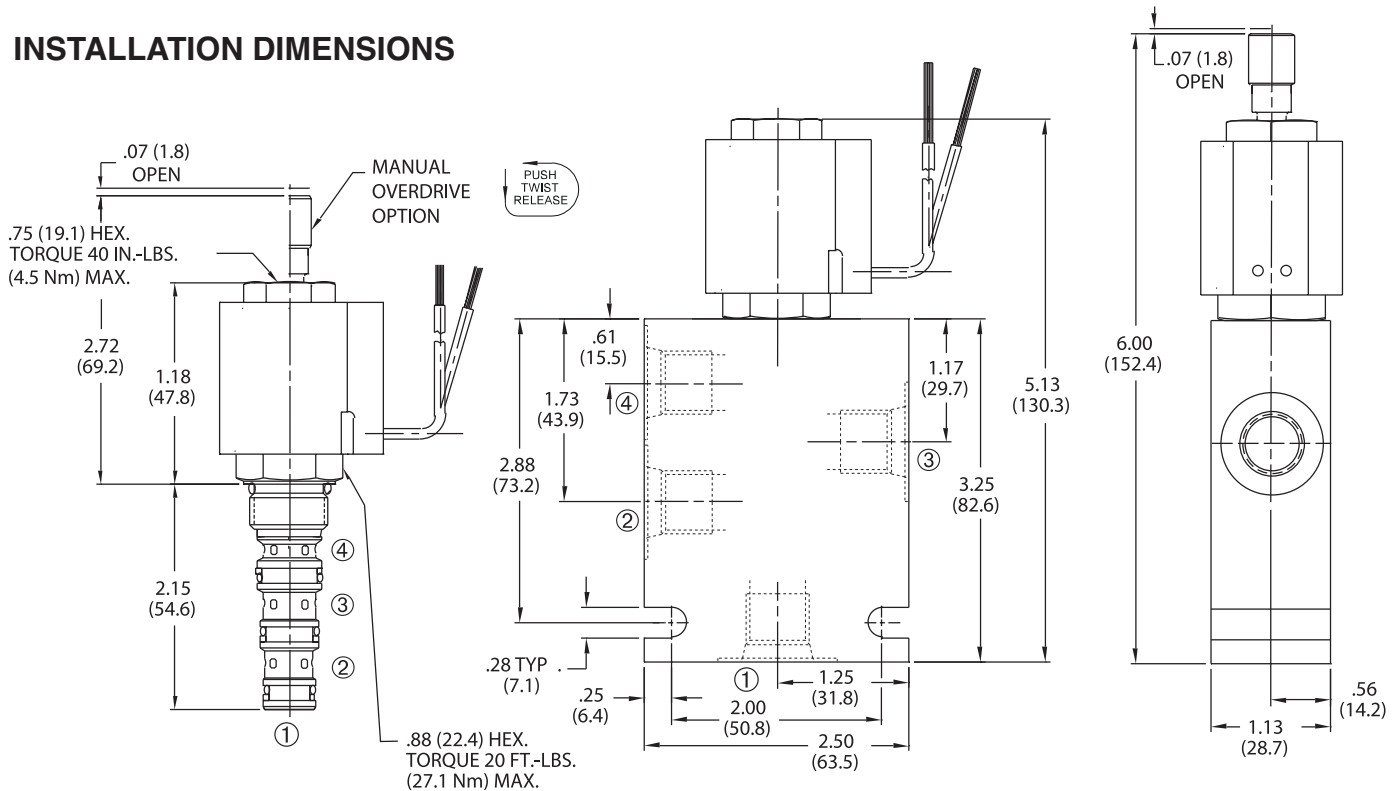 INSTALLATION DIMENSIONS
.07 (1.8)
OPEN
MANUAL
OVERDRIVE
OPTION
PUSH
TWIST
RELEASE
.75 (19.1) HEX.
TORQUE 40 IN.-LBS.
(4.5 Nm) MAX.
2.72
(69.2)
1.18
(47.8)
2.15
(54.6)
④
③
②
①
.88 (22.4) HEX.
TORQUE 20 FT.-LBS.
(27.1 Nm) MAX.
.61
(15.5)
1.73
(43.9)
2.88
(73.2)
④
②
③
①
1.17
(29.7)
3.25
(82.6)
5.13
(130.3)
.28 TYP
(7.1)
.25
(6.4)
1.25
(31.8)
2.00
(50.8)
2.50
(63.5)
.07 (1.8)
OPEN
6.00
(152.4)
.56
(14.2)
1.13
(28.7)